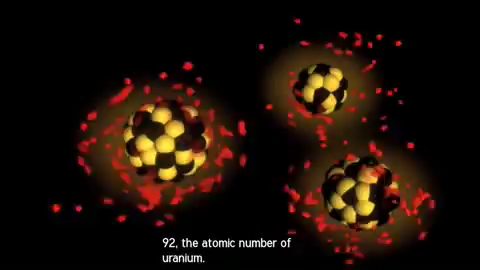 92, the atomic number of
uranium.